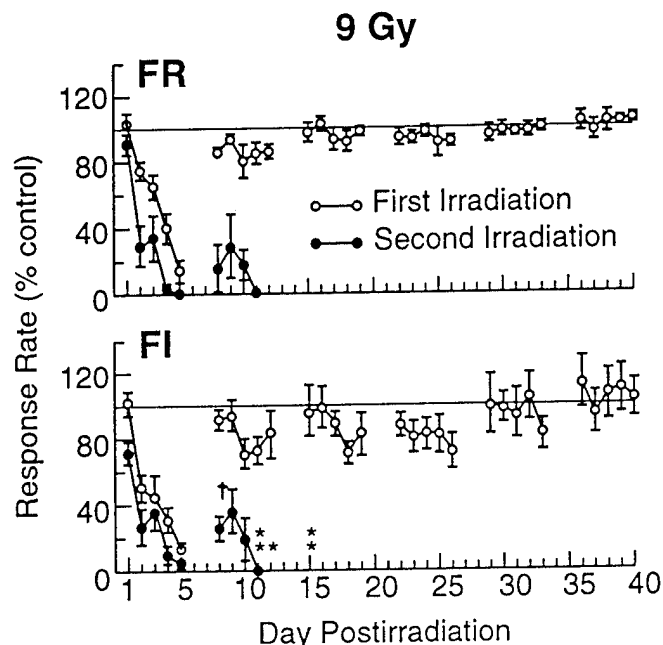 9 Gy
FR
120
80
40
0
First Irradiation
Second Irradiation
Response Rate (% control)
FI
120
80
40
0
†
* *
* * *
1 5 10 15 20 25 30 35 40
Day Postirradiation